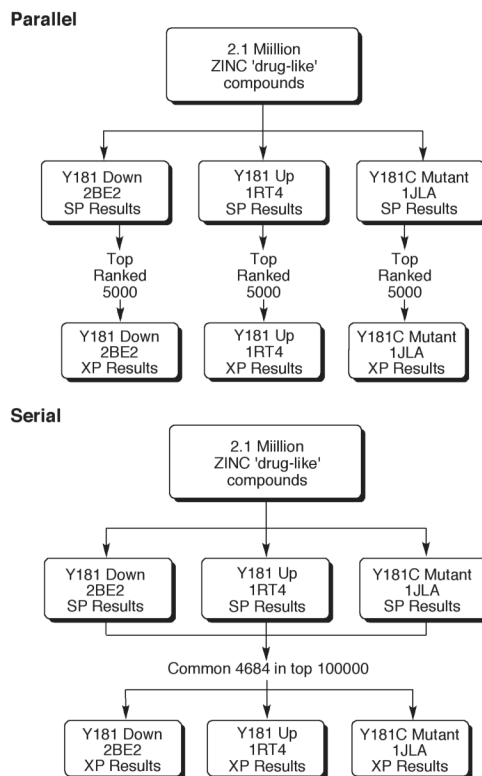 Parallel
2.1 Miillion
ZINC 'drug-like'
compounds
Y181 Down
2BE2
SP Results
Y181 Up
1RT4
SP Results
Y181C Mutant
1JLA
SP Results
Top
Ranked
5000
Top
Ranked
5000
Top
Ranked
5000
Y181 Down
2BE2
XP Results
Y181 Up
1RT4
XP Results
Y181C Mutant
1JLA
XP Results
Serial
2.1 Miillion
ZINC 'drug-like'
compounds
Y181 Down
2BE2
SP Results
Y181 Up
1RT4
SP Results
Y181C Mutant
1JLA
SP Results
Common 4684 in top 100000
Y181 Down
2BE2
XP Results
Y181 Up
1RT4
XP Results
Y181C Mutant
1JLA
XP Results